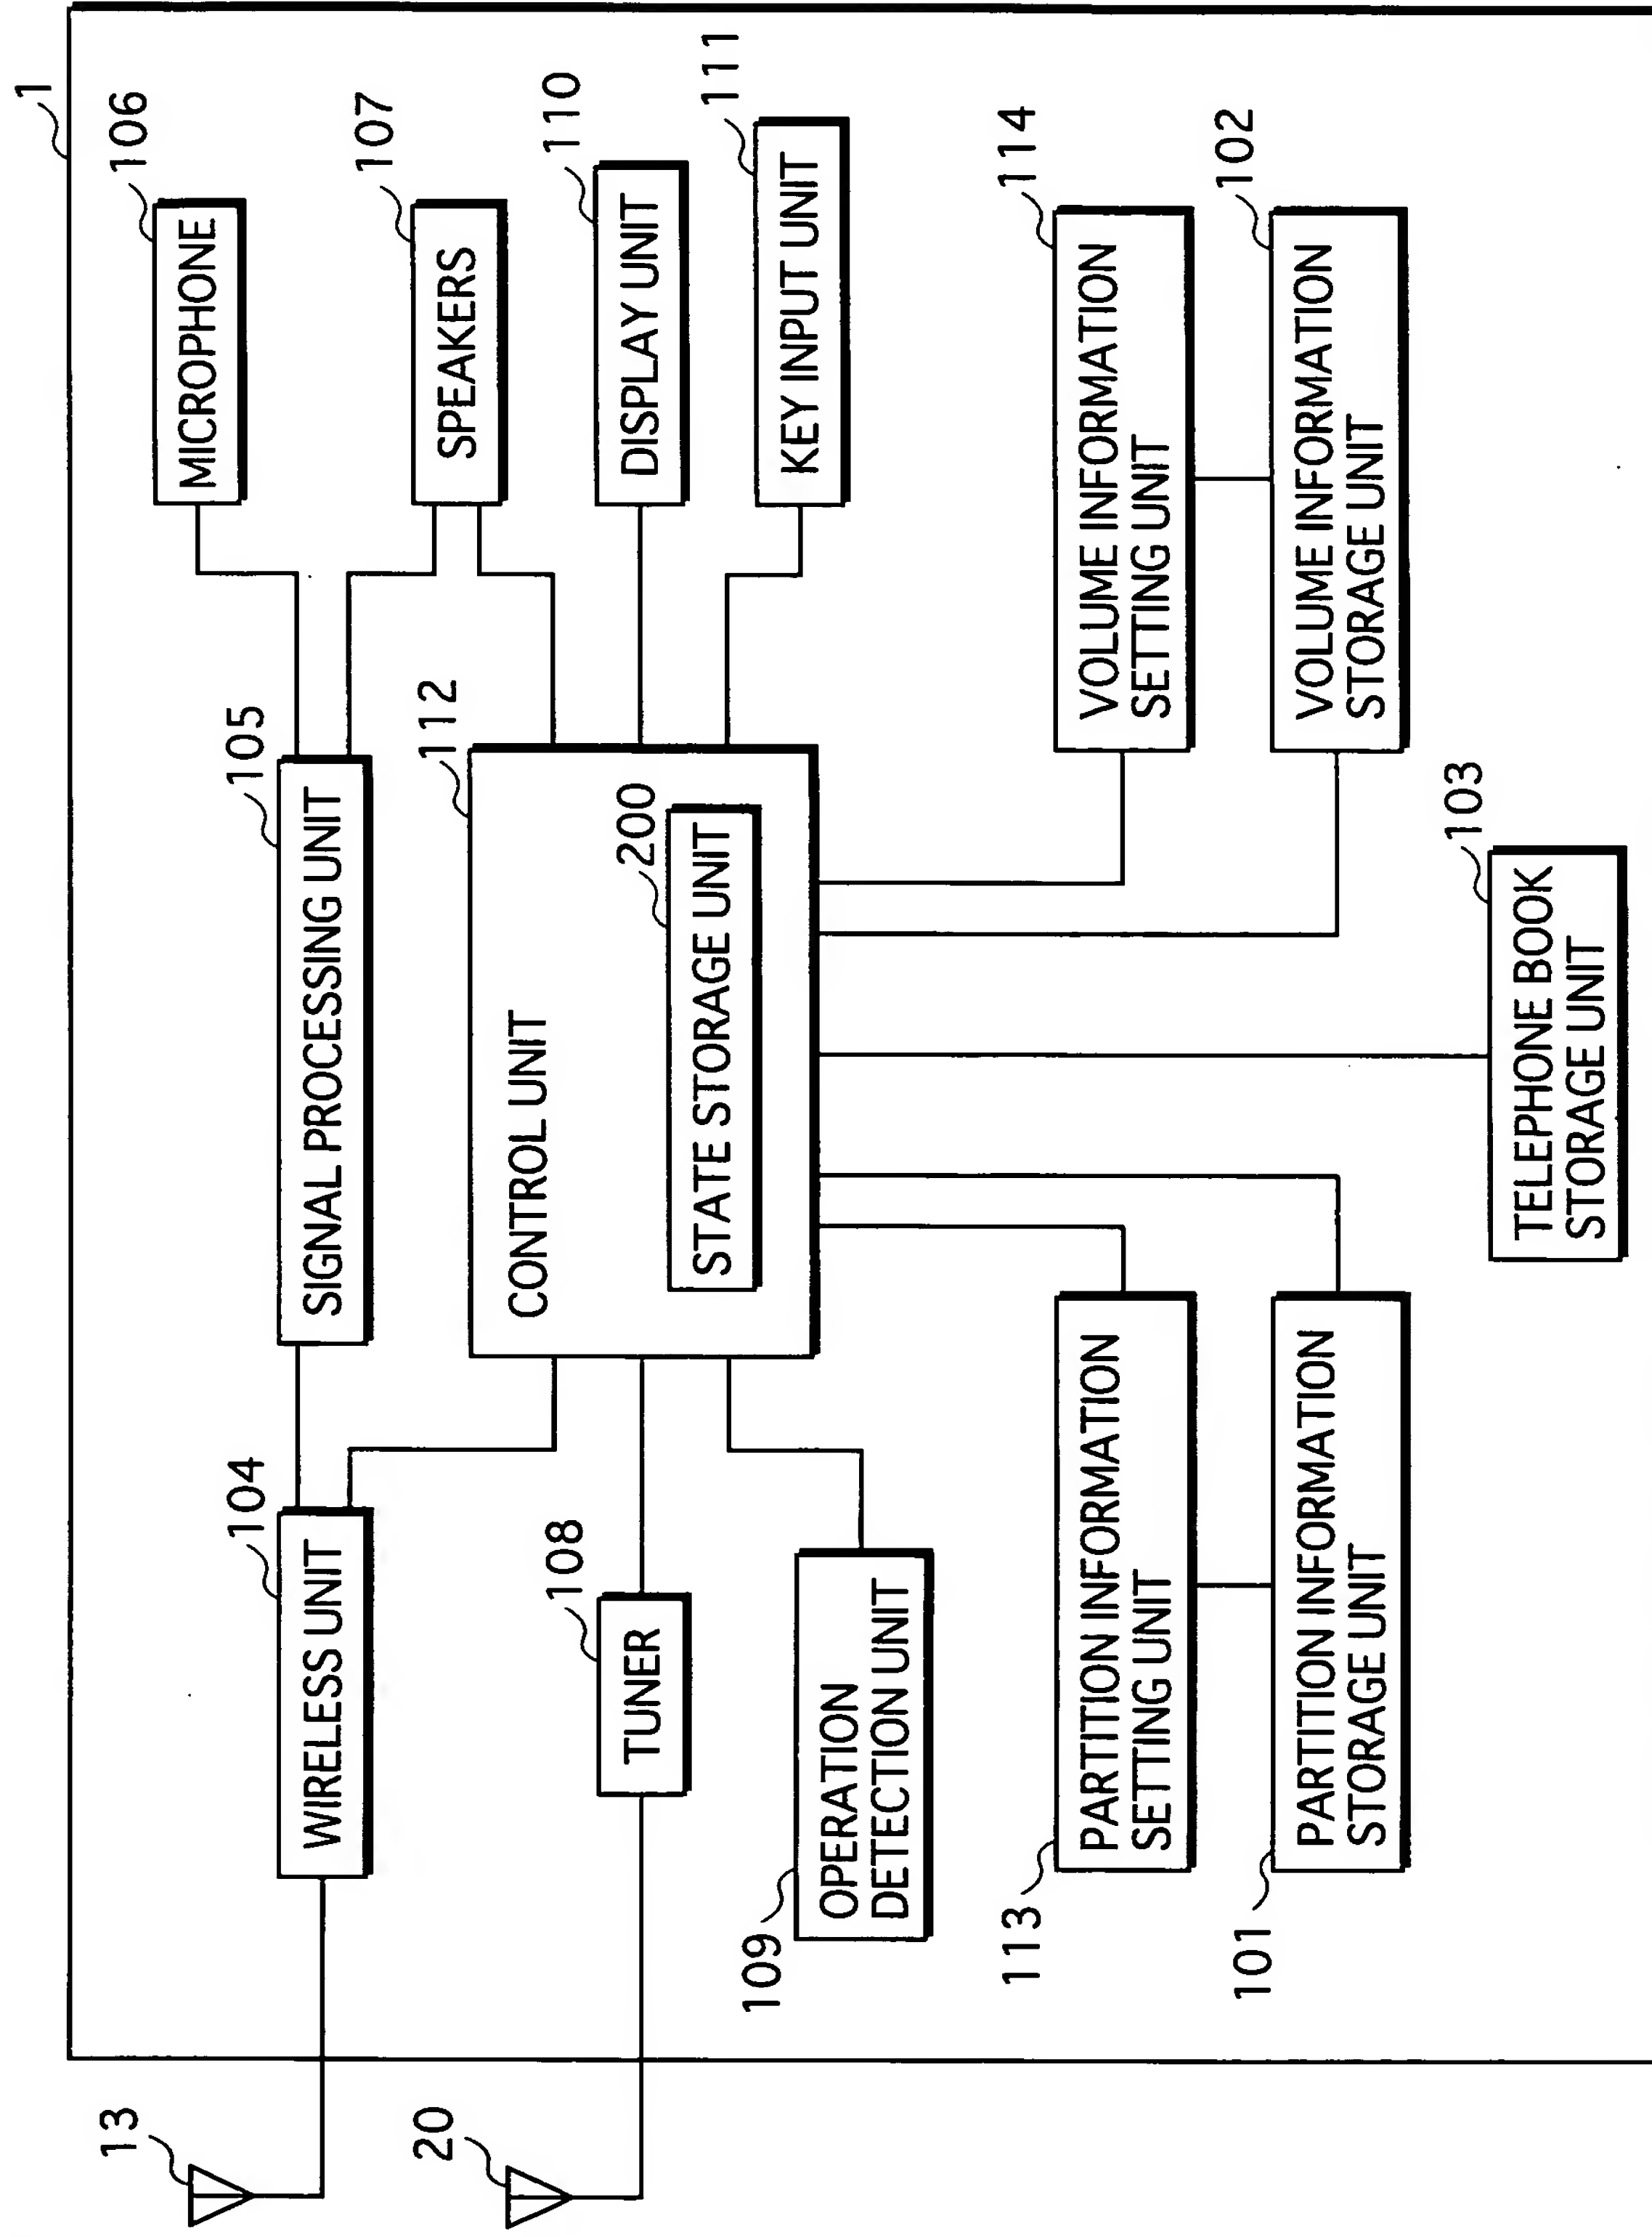 1
13
104
WIRELESS UNIT
105
SIGNAL PROCESSING UNIT
106
MICROPHONE
107
SPEAKERS
20
108
TUNER
112
CONTROL UNIT
200
STATE STORAGE UNIT
110
DISPLAY UNIT
111
KEY INPUT UNIT
109
OPERATION
DETECTION UNIT
113
PARTITION INFORMATION
SETTING UNIT
114
VOLUME INFORMATION
SETTING UNIT
101
PARTITION INFORMATION
STORAGE UNIT
102
VOLUME INFORMATION
STORAGE UNIT
103
TELEPHONE BOOK
STORAGE UNIT